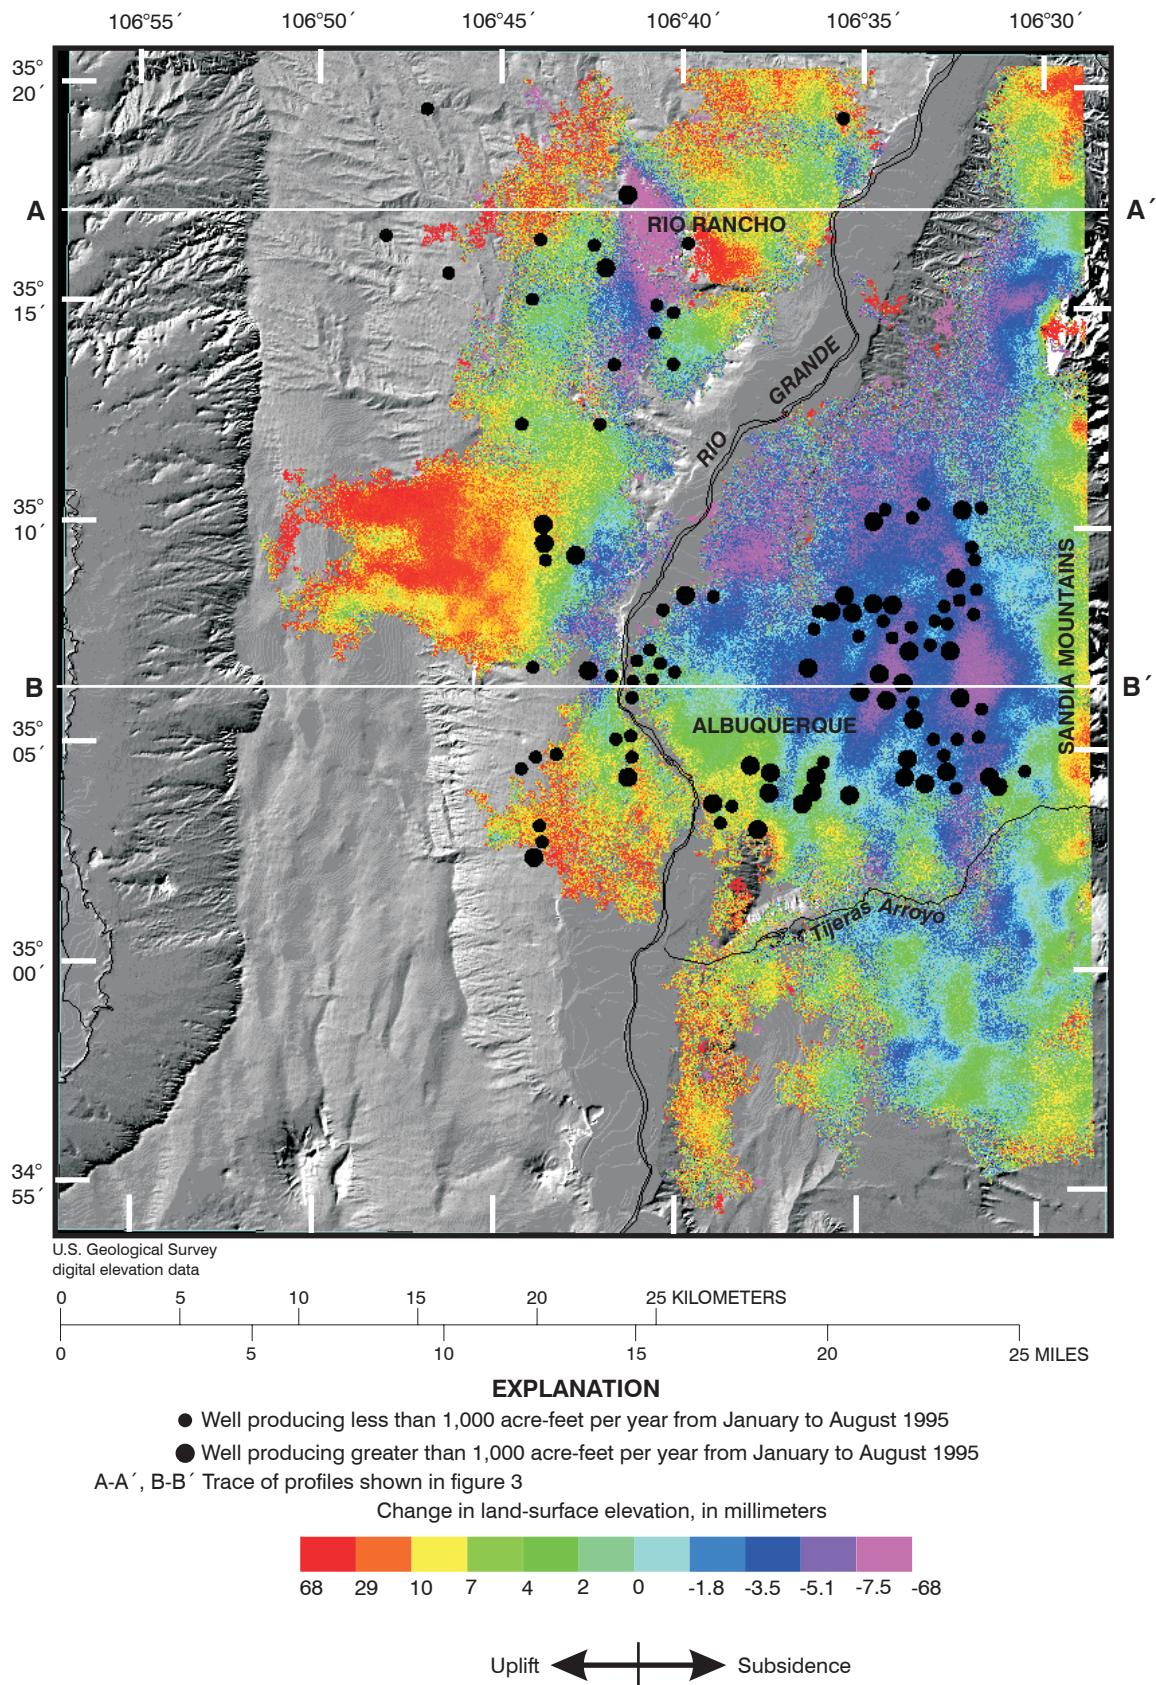 106°55´ 106°50´ 106°45´ 106°40´ 106°35´ 106°30´
35°
20´
A A´
RIO RANCHO
35°
15´
RIO GRANDE
35°
10´
SANDIA MOUNTAINS
B B´
35°
05´
ALBUQUERQUE
Tijeras Arroyo
35°
00´
34°
55´
U.S. Geological Survey
digital elevation data
0 5 10 15 20 25 KILOMETERS
0 5 10 15 20 25 MILES
EXPLANATION
Well producing less than 1,000 acre-feet per year from January to August 1995
Well producing greater than 1,000 acre-feet per year from January to August 1995
A-A´, B-B´ Trace of profiles shown in figure 3
Change in land-surface elevation, in millimeters
68 29 10 7 4 2 0 -1.8 -3.5 -5.1 -7.5 -68
Uplift Subsidence